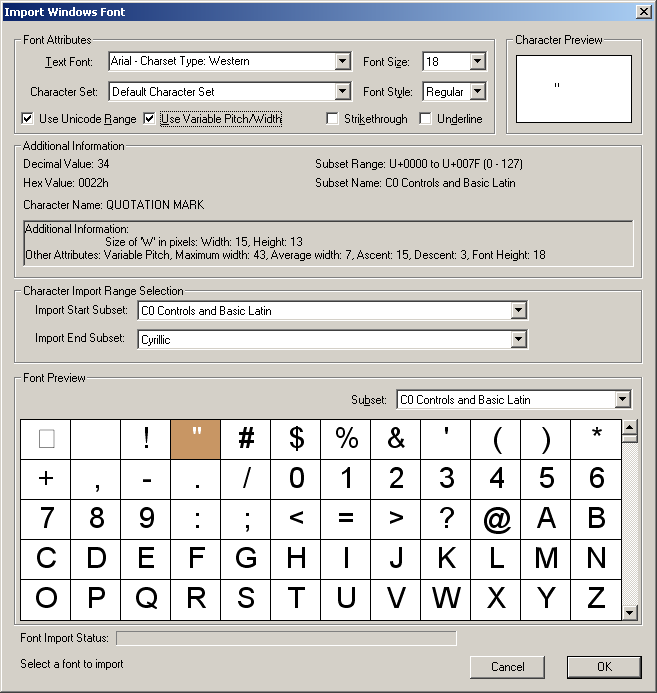 Import Windows Font
Font Attributes
Text Font: Arial - Charset Type: Western
Font Size: 18
Character Set: Default Character Set
Font Style: Regular
Use Unicode Range Use Variable Pitch/Width Strikethrough Underline
Character Preview
"
Additional Information
Decimal Value: 34
Subset Range: U+0000 to U+007F (0 - 127)
Hex Value: 0022h
Subset Name: C0 Controls and Basic Latin
Character Name: QUOTATION MARK
Additional Information:
Size of 'W' in pixels: Width: 15, Height: 13
Other Attributes: Variable Pitch, Maximum width: 43, Average width: 7, Ascent: 15, Descent: 3, Font Height: 18
Character Import Range Selection
Import Start Subset: C0 Controls and Basic Latin
Import End Subset: Cyrillic
Font Preview
Subset: C0 Controls and Basic Latin
! " # $ % & ' ( ) *
+ , - . / 0 1 2 3 4 5 6
7 8 9 : ; < = > ? @ A B
C D E F G H I J K L M N
O P Q R S T U V W X Y Z
Font Import Status:
Select a font to import
Cancel
OK